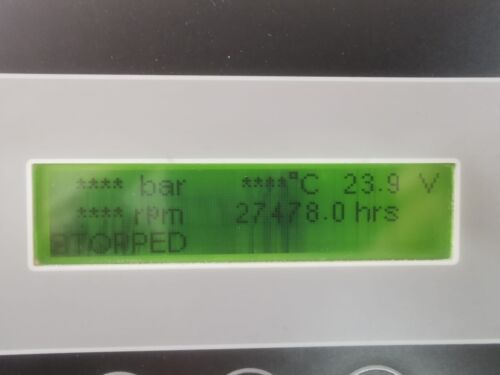 **** bar ****°C 23.9 V
**** rpm 27478.0 hrs
STOPPED